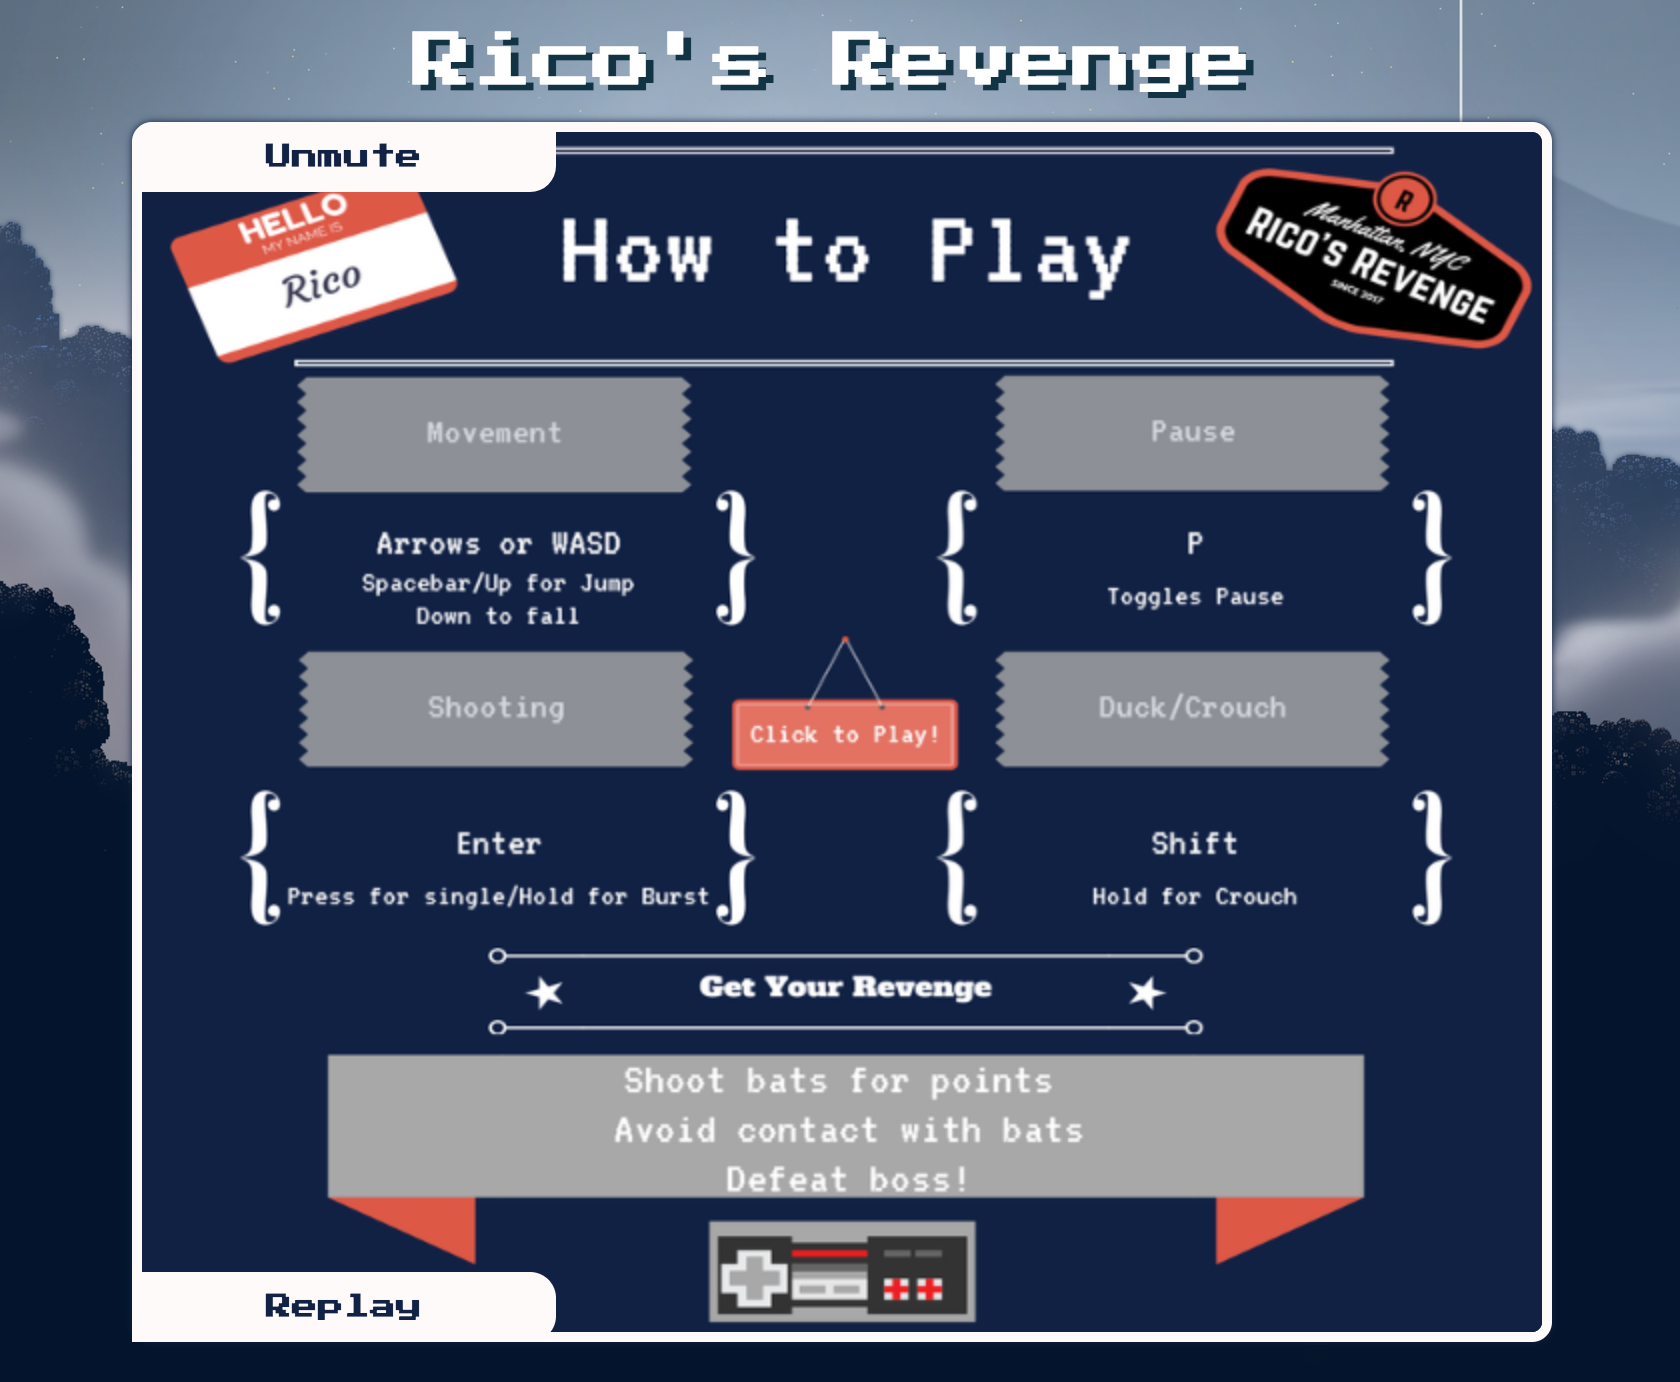 Rico's Revenge
Unmute
HELLO
MY NAME IS
Rico
How to Play
R
Manhattan, NYC
RICO'S REVENGE
SINCE 2017
Movement
Pause
Arrows or WASD
Spacebar/Up for Jump
Down to fall
P
Toggles Pause
Shooting
Click to Play!
Duck/Crouch
Enter
Press for single/Hold for Burst
Shift
Hold for Crouch
Get Your Revenge
Shoot bats for points
Avoid contact with bats
Defeat boss!
Replay